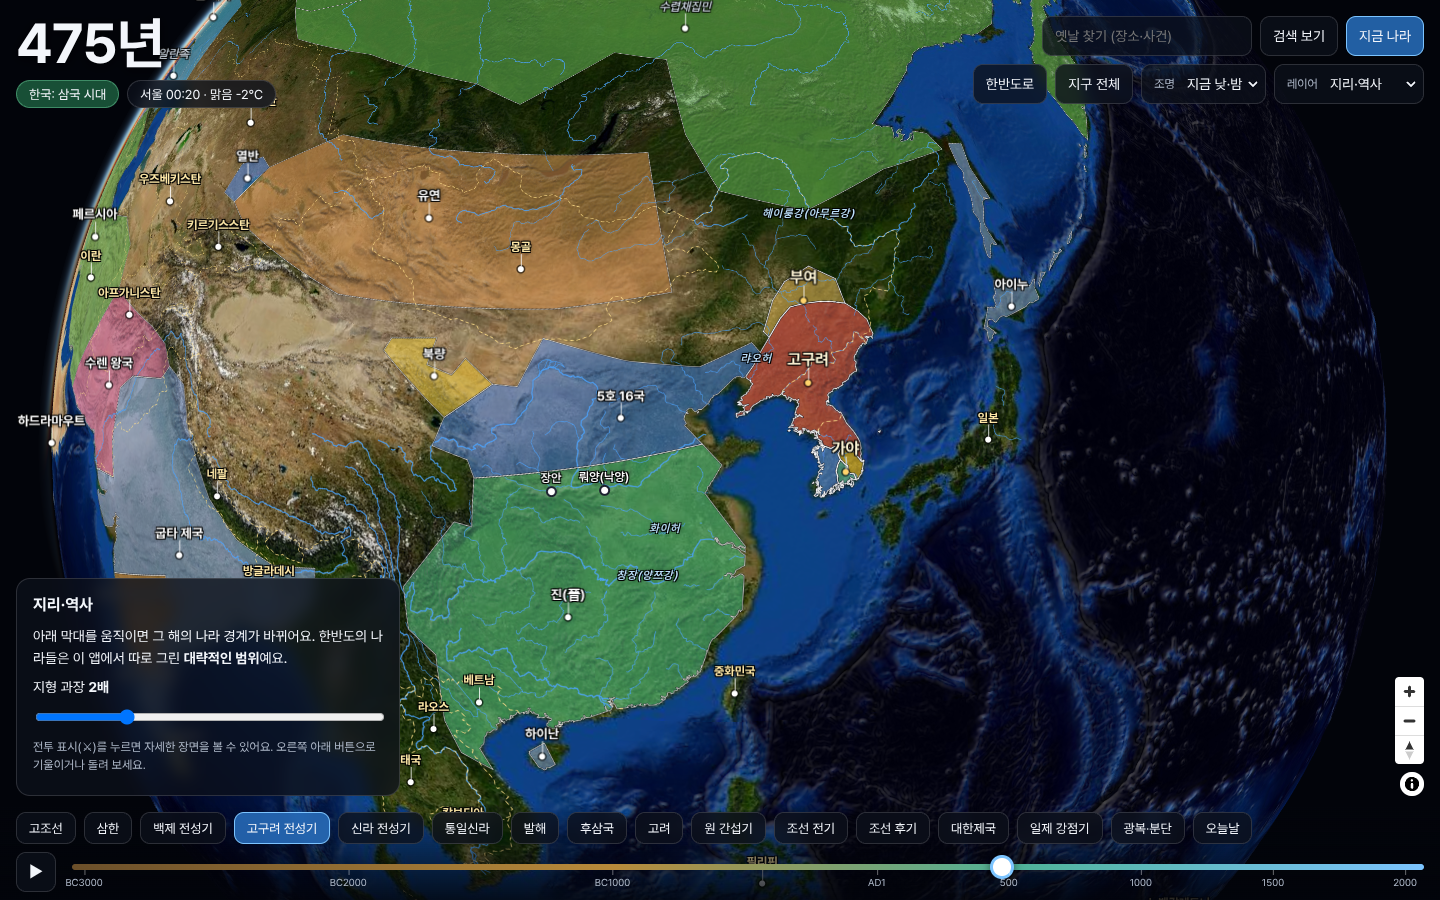 475년
한국: 삼국 시대
서울 00:20 · 맑음 -2°C
옛날 찾기 (장소·사건)
검색 보기
지금 나라
한반도로
지구 전체
조명 지금 낮·밤
레이어 지리·역사
수렵채집민
알란족
열반
우즈베키스탄
유연
페르시아
키르기스스탄
헤이룽강(아무르강)
몽골
이란
부여
아이누
아프가니스탄
북량
랴오허
고구려
수렌 왕국
5호 16국
하드라마우트
일본
가야
네팔
장안
뤄양(낙양)
굽타 제국
화이허
방글라데시
창장(양쯔강)
진(晉)
중화민국
베트남
라오스
하이난
태국
캄보디아
필리핀
지리·역사
아래 막대를 움직이면 그 해의 나라 경계가 바뀌어요. 한반도의 나
라들은 이 앱에서 따로 그린 대략적인 범위예요.
지형 과장 2배
전투 표시(⚔)를 누르면 자세한 장면을 볼 수 있어요. 오른쪽 아래 버튼으로
기울이거나 돌려 보세요.
고조선
삼한
백제 전성기
고구려 전성기
신라 전성기
통일신라
발해
후삼국
고려
원 간섭기
조선 전기
조선 후기
대한제국
일제 강점기
광복·분단
오늘날
BC3000
BC2000
BC1000
AD1
500
1000
1500
2000